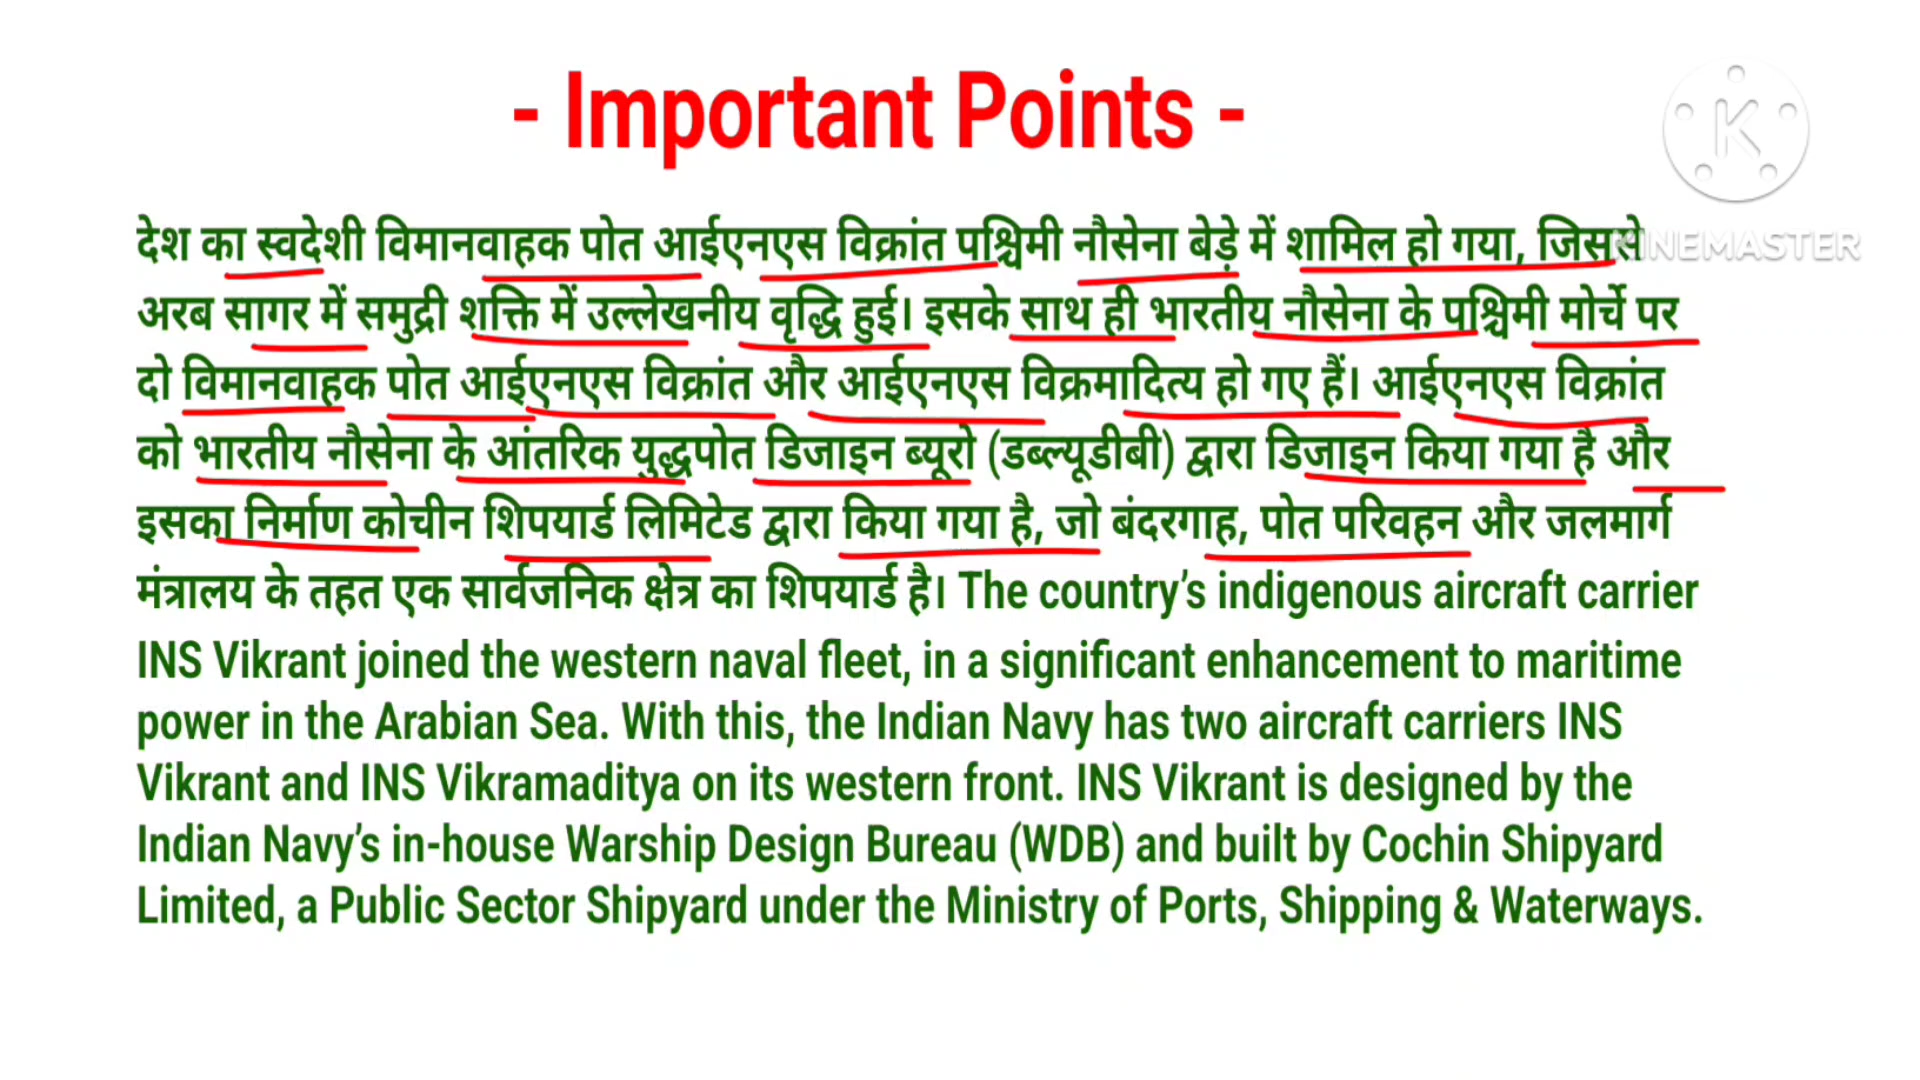 - Important Points -
K
KINEMASTER
देश का स्वदेशी विमानवाहक पोत आईएनएस विक्रांत पश्चिमी नौसेना बेड़े में शामिल हो गया, जिससे
अरब सागर में समुद्री शक्ति में उल्लेखनीय वृद्धि हुई। इसके साथ ही भारतीय नौसेना के पश्चिमी मोर्चे पर
दो विमानवाहक पोत आईएनएस विक्रांत और आईएनएस विक्रमादित्य हो गए हैं। आईएनएस विक्रांत
को भारतीय नौसेना के आंतरिक युद्धपोत डिजाइन ब्यूरो (डब्ल्यूडीबी) द्वारा डिजाइन किया गया है और
इसका निर्माण कोचीन शिपयार्ड लिमिटेड द्वारा किया गया है, जो बंदरगाह, पोत परिवहन और जलमार्ग
मंत्रालय के तहत एक सार्वजनिक क्षेत्र का शिपयार्ड है। The country’s indigenous aircraft carrier
INS Vikrant joined the western naval fleet, in a significant enhancement to maritime
power in the Arabian Sea. With this, the Indian Navy has two aircraft carriers INS
Vikrant and INS Vikramaditya on its western front. INS Vikrant is designed by the
Indian Navy’s in-house Warship Design Bureau (WDB) and built by Cochin Shipyard
Limited, a Public Sector Shipyard under the Ministry of Ports, Shipping & Waterways.